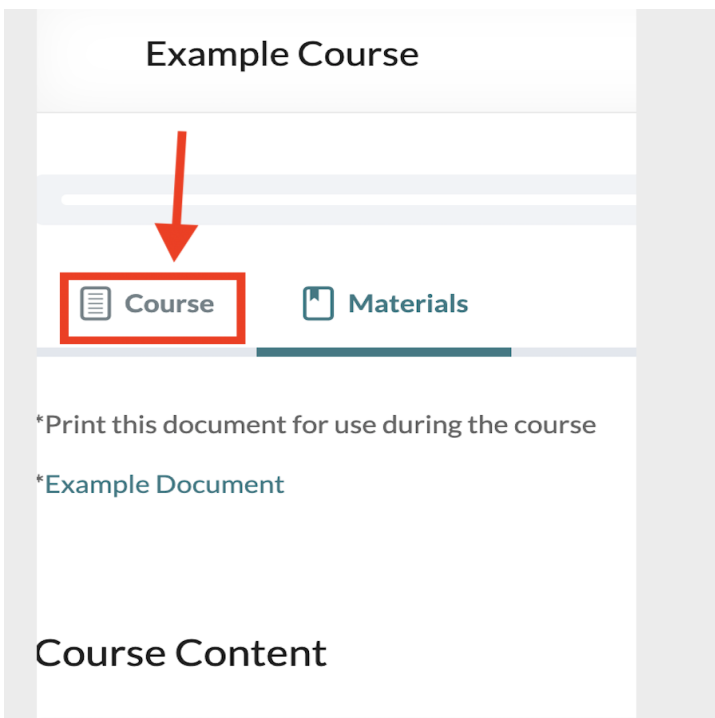 Example Course
Course Materials
*Print this document for use during the course
*Example Document
Course Content